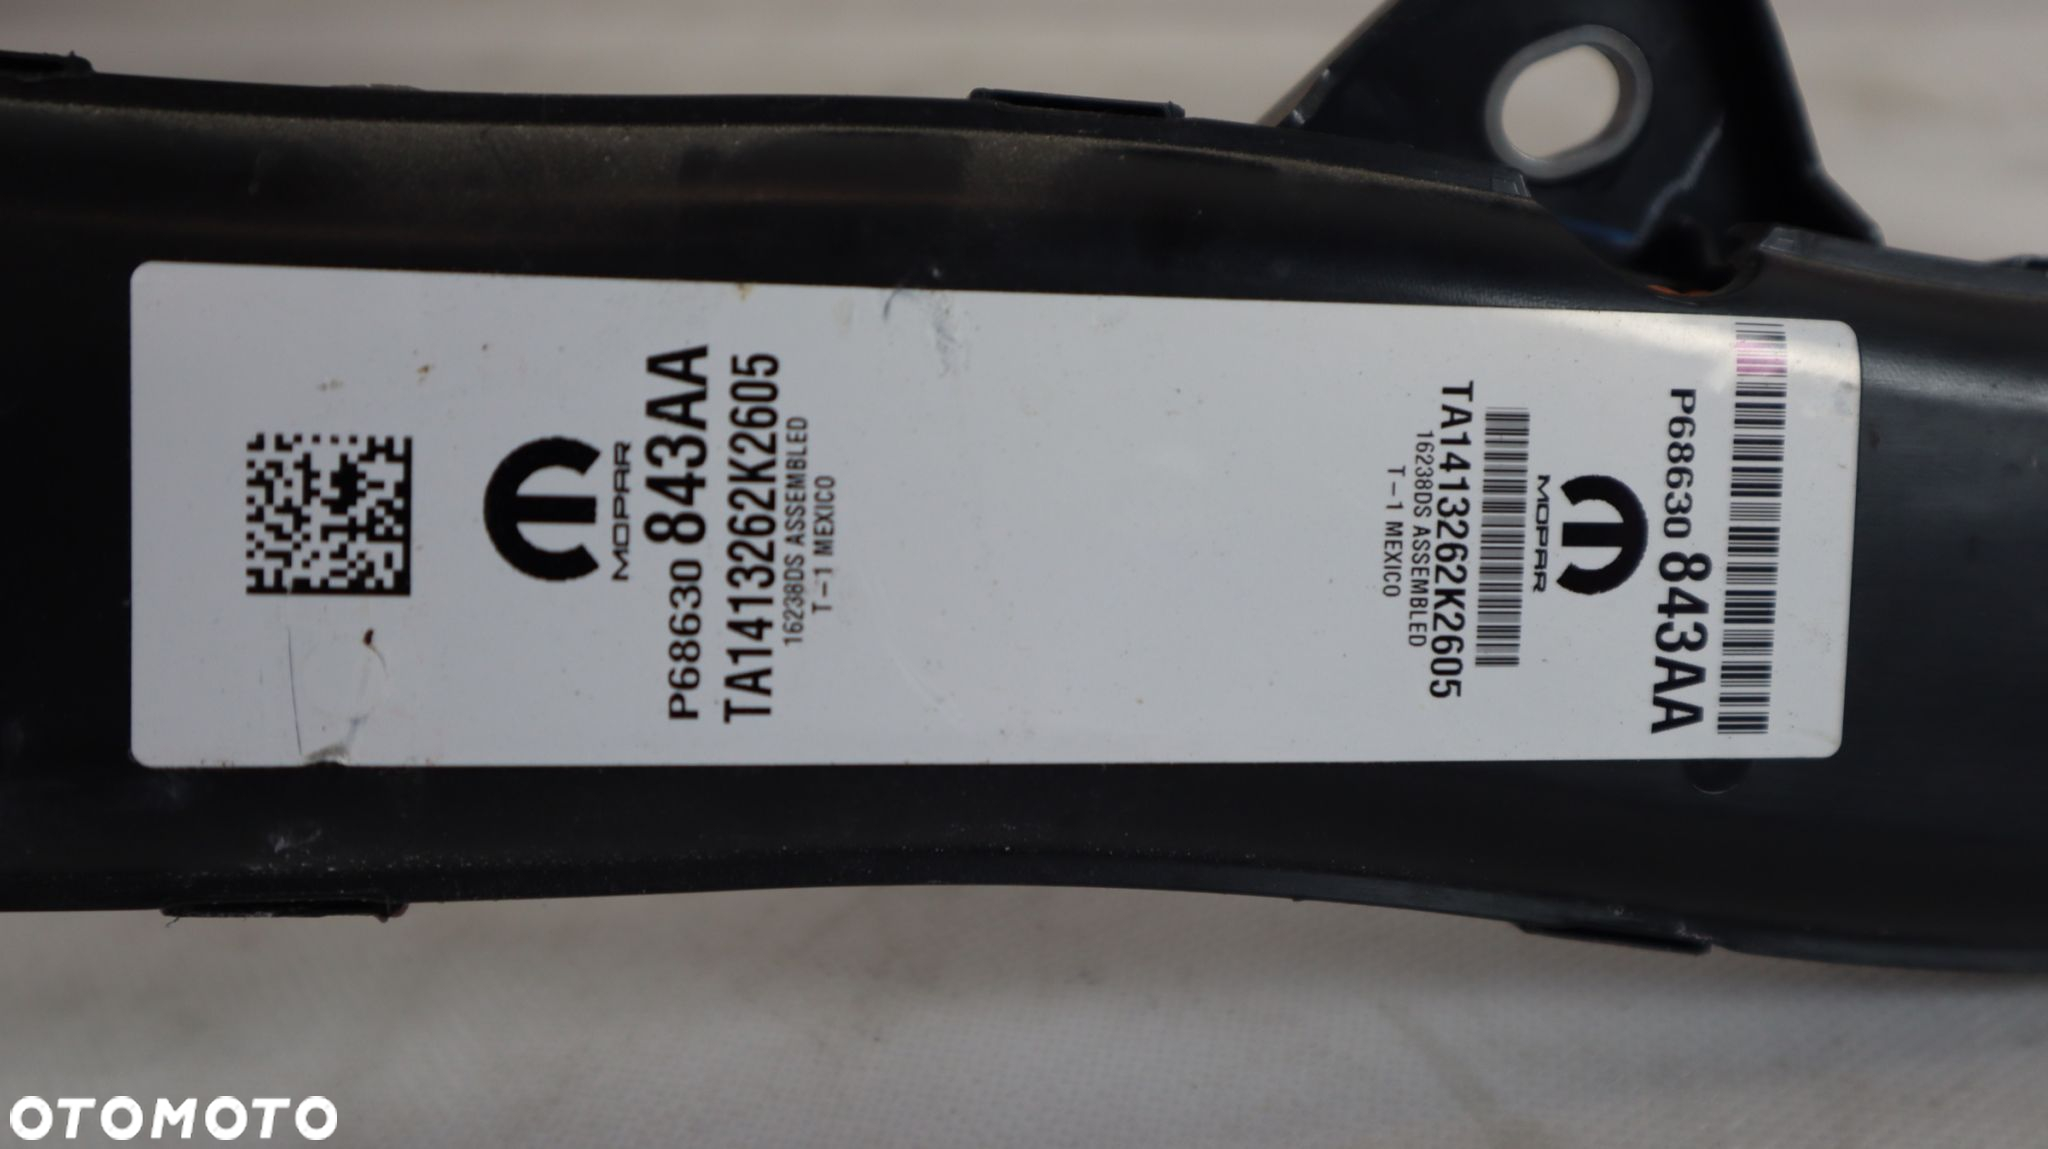 MOPAR
P68630 843AA
TA1413262K2605
16238DS ASSEMBLED
T-1 MEXICO
P68630 843AA
MOPAR
TA1413262K2605
16238DS ASSEMBLED
T-1 MEXICO
OTOMOTO